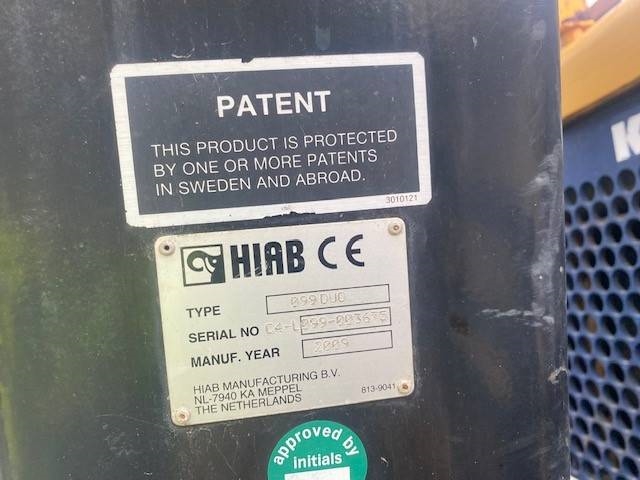 PATENT
THIS PRODUCT IS PROTECTED
BY ONE OR MORE PATENTS
IN SWEDEN AND ABROAD.
3010121
HIAB CE
TYPE 099DUO
SERIAL NO
MANUF. YEAR 2009
HIAB MANUFACTURING B.V.
NL-7940 KA MEPPEL
THE NETHERLANDS
813-9041
approved by
initials